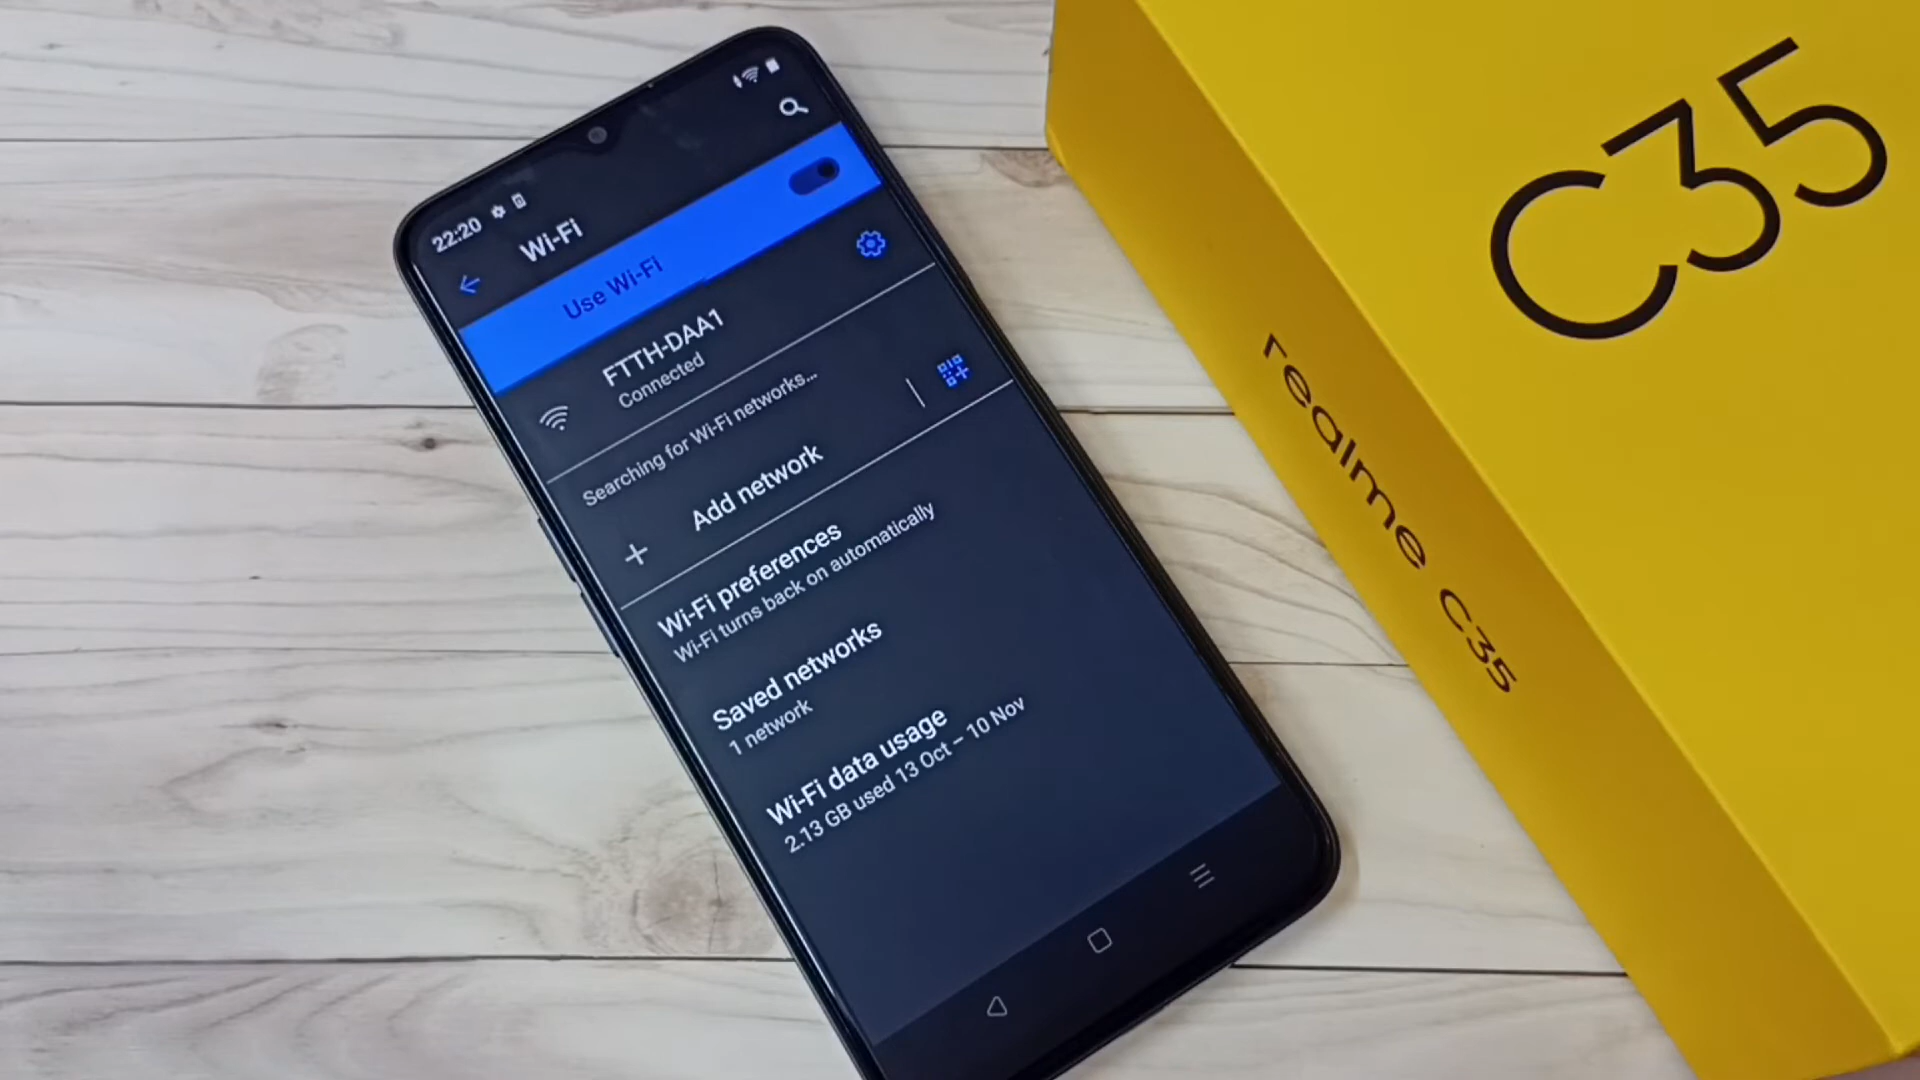 22:20
Wi-Fi
Use Wi-Fi
FTTH-DAA1
Connected
Searching for Wi-Fi networks...
Add network
Wi-Fi preferences
Wi-Fi turns back on automatically
Saved networks
1 network
Wi-Fi data usage
2.13 GB used 13 Oct – 10 Nov
C35
realme C35